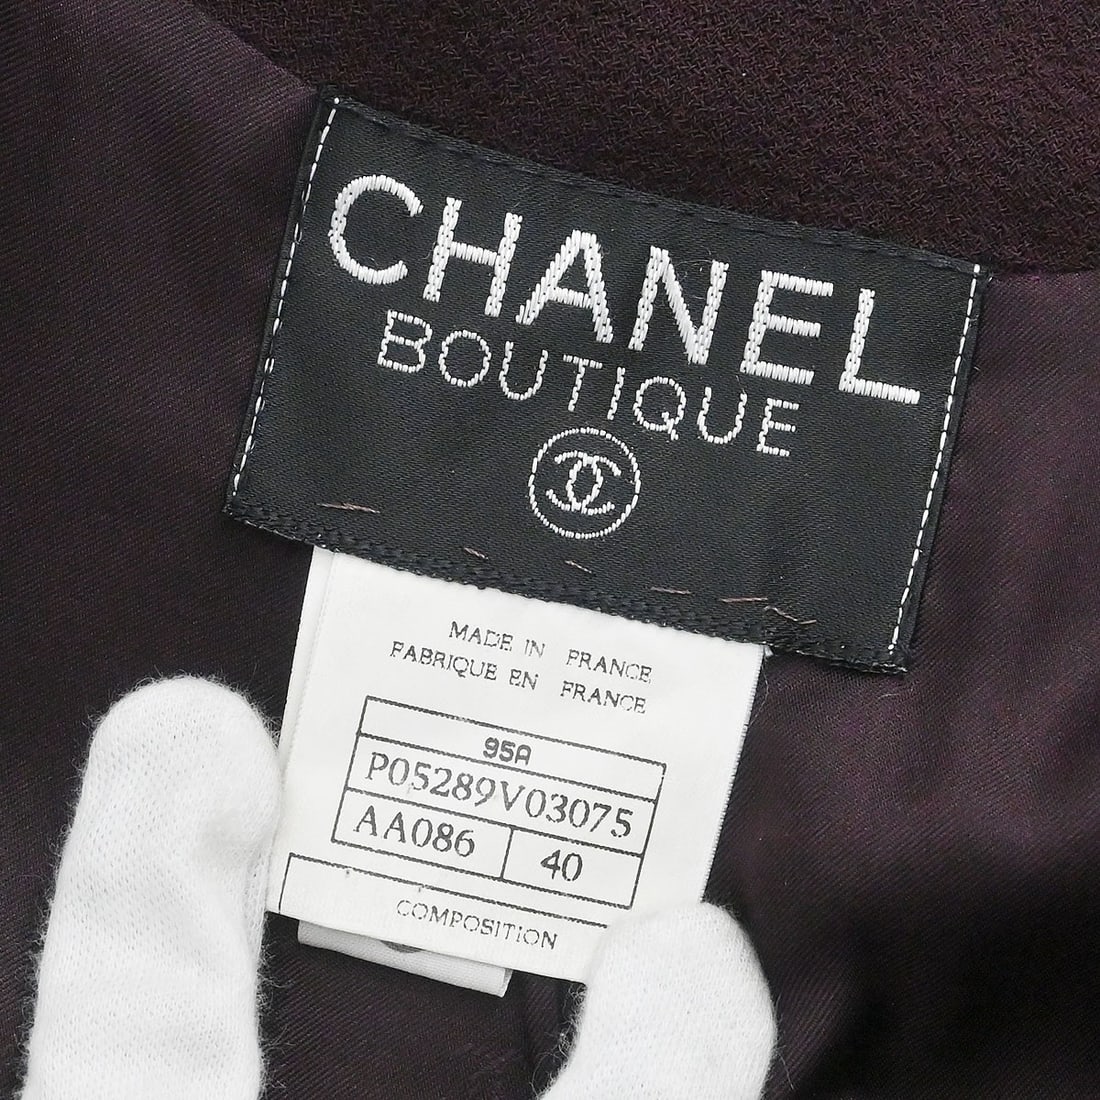 CHANEL
BOUTIQUE
MADE IN FRANCE
FABRIQUE EN FRANCE
95A
P05289V03075
AA086 40
COMPOSITION